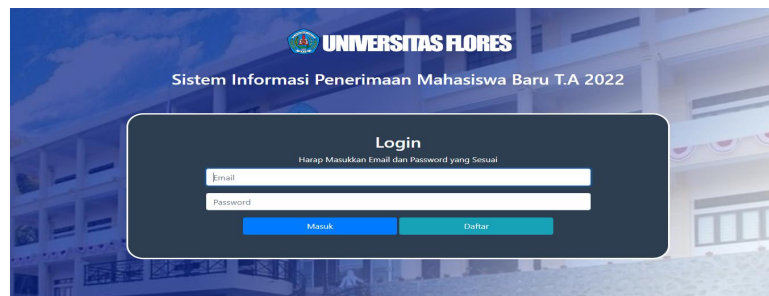 UNIVERSITAS FLORES
Sistem Informasi Penerimaan Mahasiswa Baru T.A 2022
Login
Harap Masukkan Email dan Password yang Sesuai
Email
Password
Masuk
Daftar